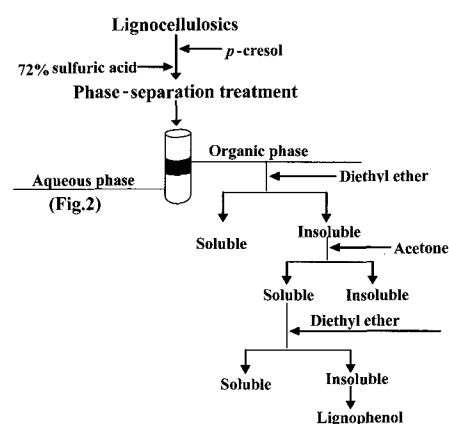 Lignocellulosics
p-cresol
72% sulfuric acid
Phase-separation treatment
Organic phase
Diethyl ether
Aqueous phase
(Fig.2)
Soluble
Insoluble
Acetone
Soluble
Insoluble
Diethyl ether
Soluble
Insoluble
Lignophenol